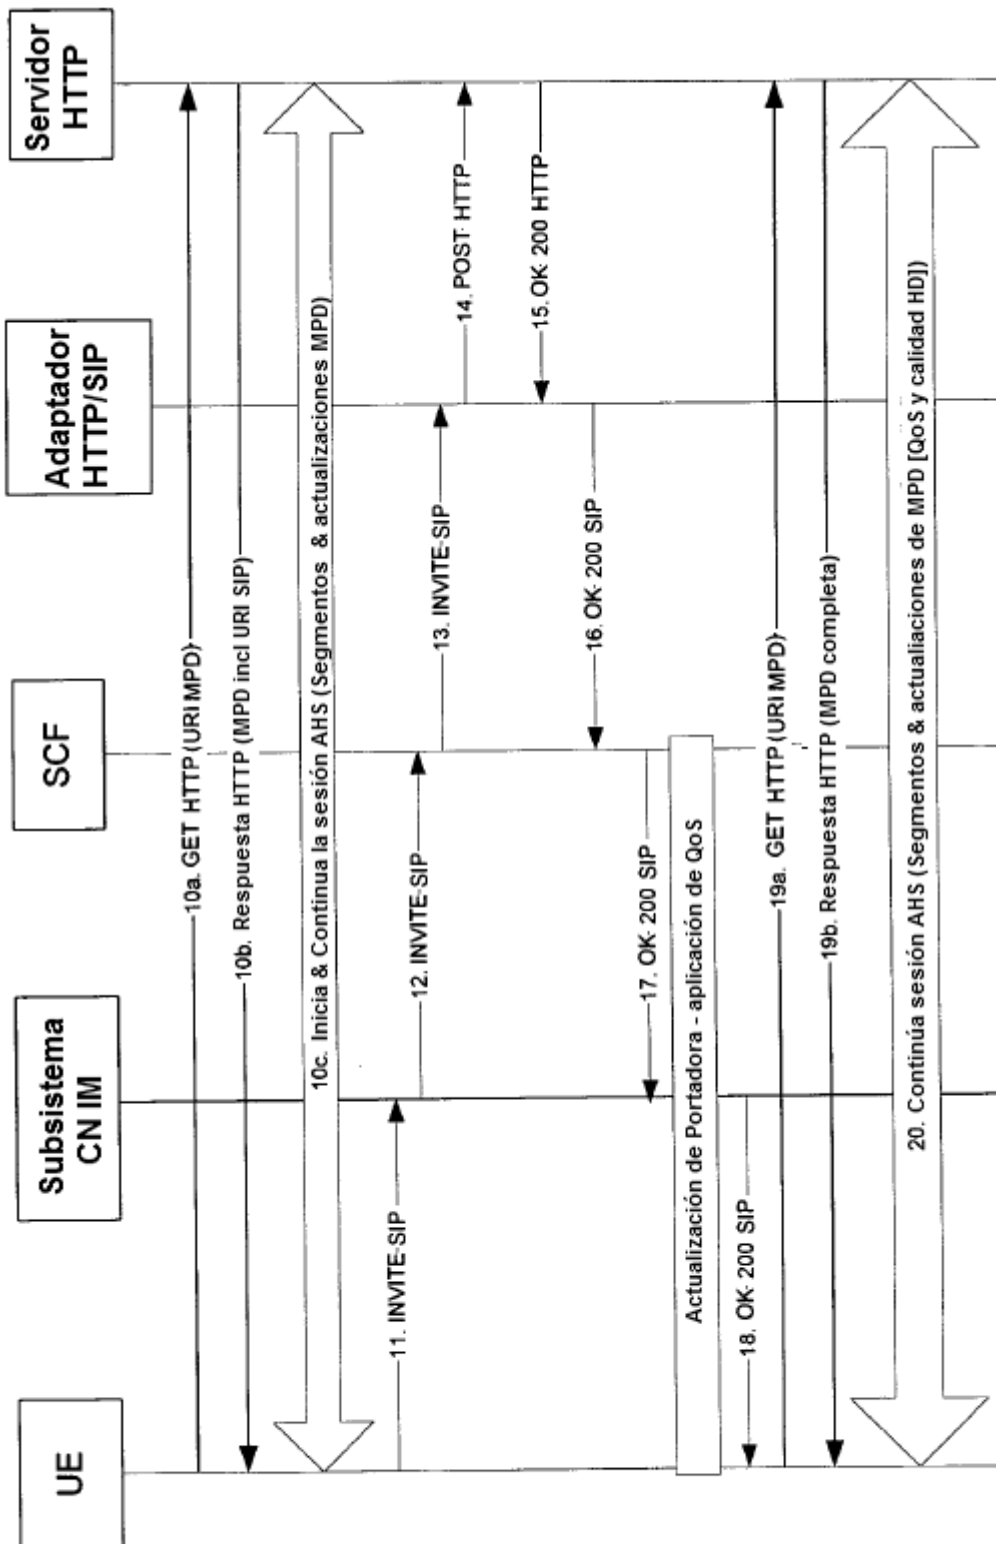 UE
Subsistema
CN IM
SCF
Adaptador
HTTP/SIP
Servidor
HTTP
10a. GET HTTP (URI MPD)
10b. Respuesta HTTP (MPD incl URI SIP)
10c. Inicia & Continua la sesión AHS (Segmentos & actualizaciones MPD)
11. INVITE-SIP
12. INVITE-SIP
13. INVITE-SIP
14. POST-HTTP
15. OK-200 HTTP
16. OK-200 SIP
17. OK-200 SIP
Actualización de Portadora - aplicación de QoS
18. OK-200 SIP
19a. GET HTTP (URI MPD)
19b. Respuesta HTTP (MPD completa)
20. Continúa sesión AHS (Segmentos & actualiaciones de MPD [QoS y calidad HD])